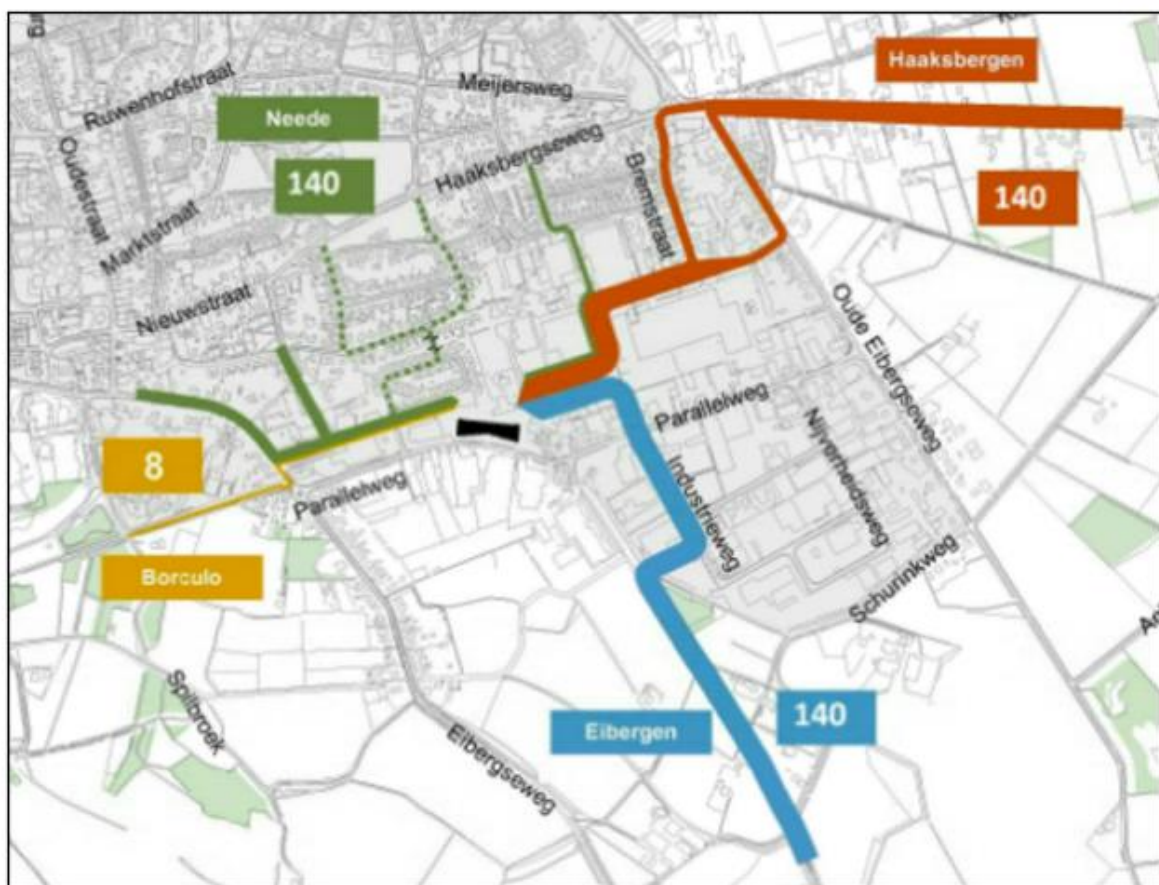 Haaksbergen
Ruwenhofstraat
Meijersweg
Neede
140
Oudestraat
Haaksbergseweg
Bremstraat
140
Marktstraat
Nieuwstraat
Oude Eibergseweg
Parallelweg
Nijverheidsweg
8
Parallelweg
Industrieweg
Borculo
Schurinkweg
Spilbroek
140
Eibergen
Eibergseweg